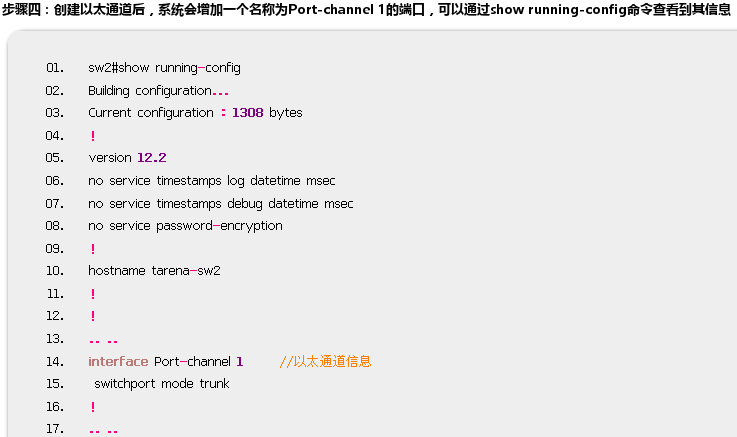 步骤四：创建以太通道后，系统会增加一个名称为Port-channel 1的端口，可以通过show running-config命令查看到其信息
01. sw2#show running-config
02. Building configuration...
03. Current configuration : 1308 bytes
04. !
05. version 12.2
06. no service timestamps log datetime msec
07. no service timestamps debug datetime msec
08. no service password-encryption
09. !
10. hostname tarena-sw2
11. !
12. !
13. .. ..
14. interface Port-channel 1 //以太通道信息
15. switchport mode trunk
16. !
17. .. ..